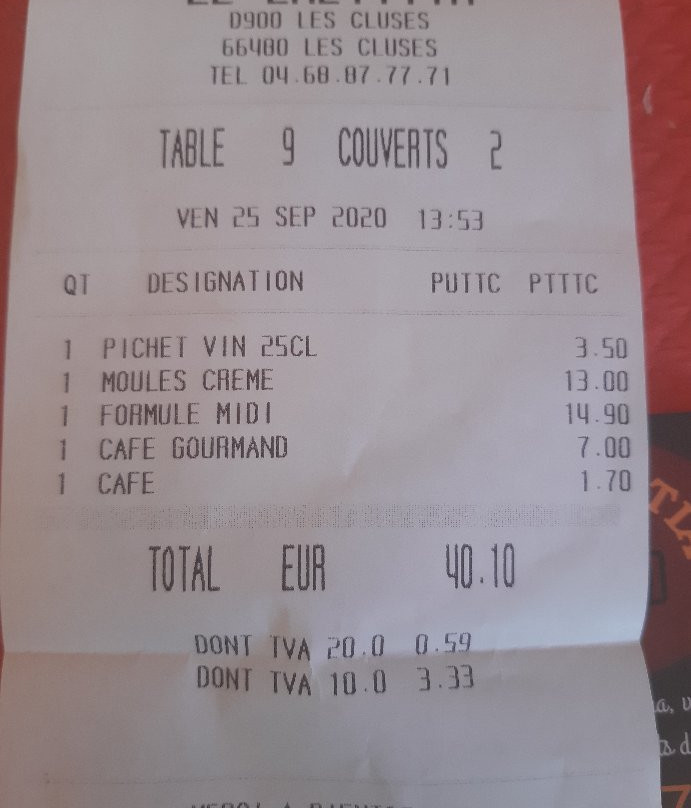 D900 LES CLUSES
66480 LES CLUSES
TEL 04.68.87.77.71
TABLE 9 COUVERTS 2
VEN 25 SEP 2020 13:53
QT DESIGNATION PUTTC PTTTC
1 PICHET VIN 25CL 3.50
1 MOULES CREME 13.00
1 FORMULE MIDI 14.90
1 CAFE GOURMAND 7.00
1 CAFE 1.70
TOTAL EUR 40.10
DONT TVA 20.0 0.59
DONT TVA 10.0 3.33